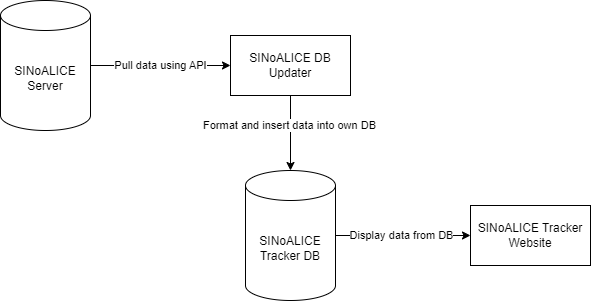 SINoALICE
Server
Pull data using API
SINoALICE DB
Updater
Format and insert data into own DB
SINoALICE
Tracker DB
Display data from DB
SINoALICE Tracker
Website